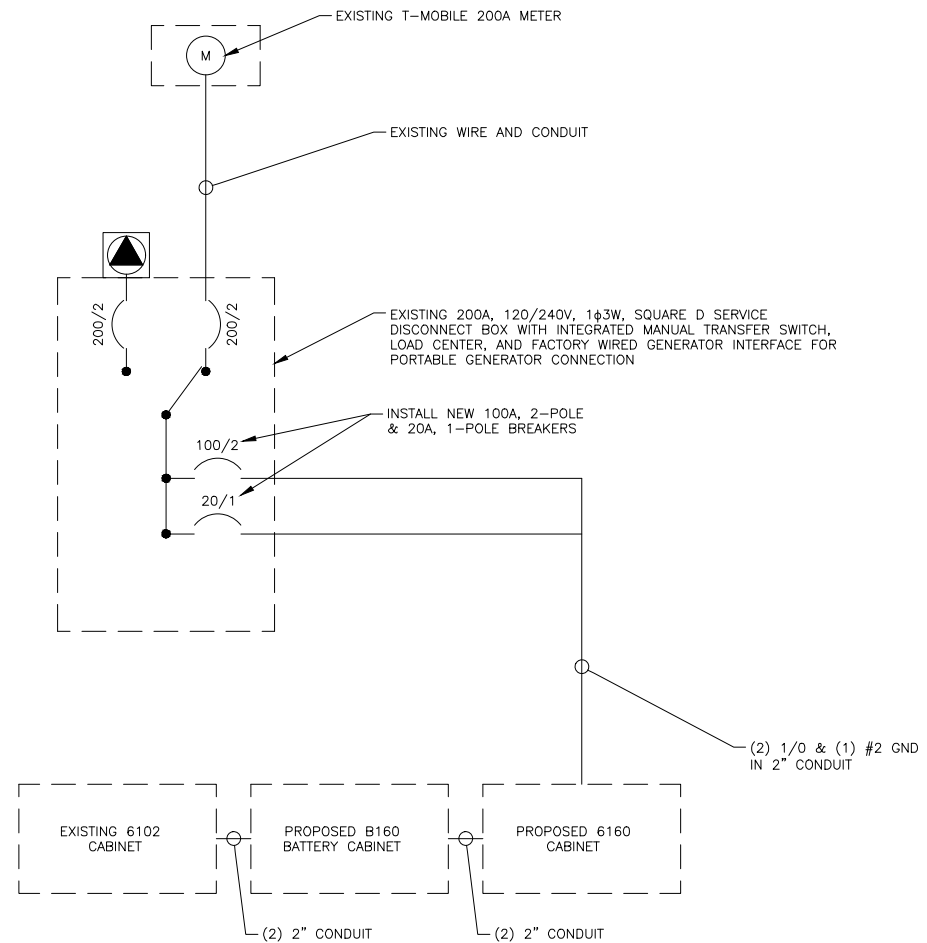 EXISTING T-MOBILE 200A METER
M
EXISTING WIRE AND CONDUIT
200/2
200/2
EXISTING 200A, 120/240V, 1ϕ3W, SQUARE D SERVICE
DISCONNECT BOX WITH INTEGRATED MANUAL TRANSFER SWITCH,
LOAD CENTER, AND FACTORY WIRED GENERATOR INTERFACE FOR
PORTABLE GENERATOR CONNECTION
INSTALL NEW 100A, 2-POLE
& 20A, 1-POLE BREAKERS
100/2
20/1
(2) 1/0 & (1) #2 GND
IN 2" CONDUIT
EXISTING 6102
CABINET
PROPOSED B160
BATTERY CABINET
PROPOSED 6160
CABINET
(2) 2" CONDUIT
(2) 2" CONDUIT